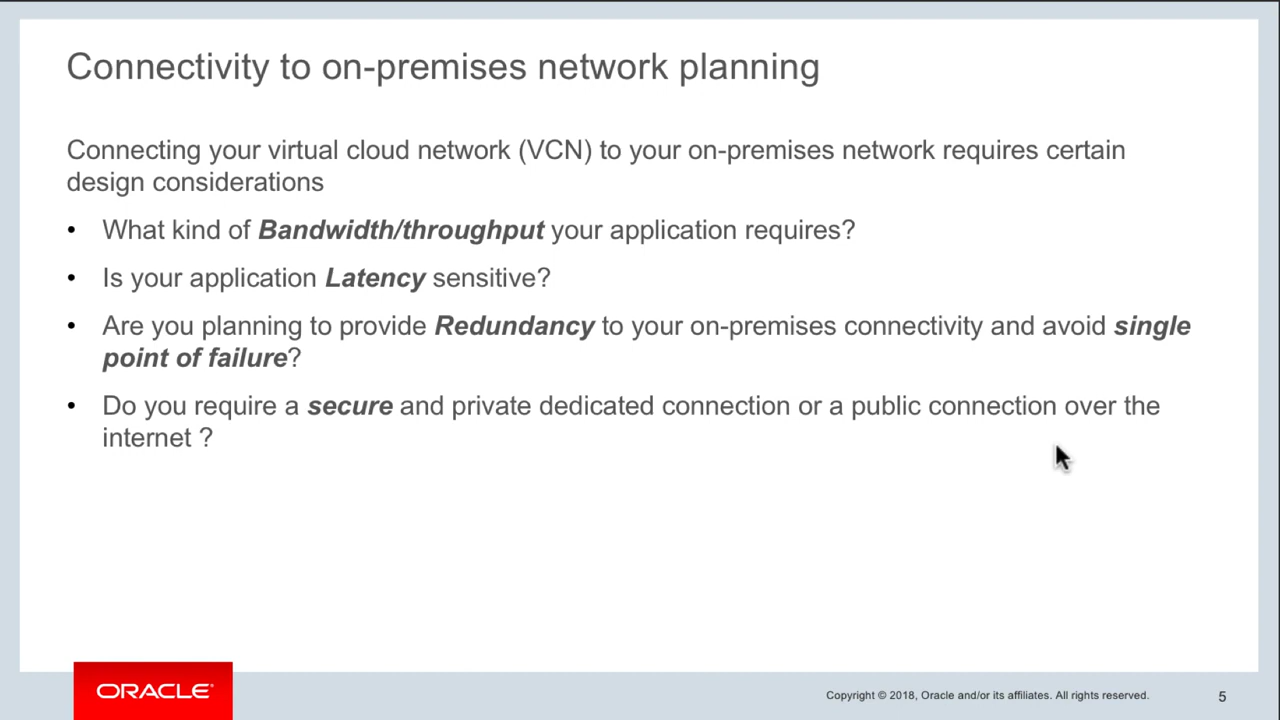 Connectivity to on-premises network planning
Connecting your virtual cloud network (VCN) to your on-premises network requires certain
design considerations
• What kind of Bandwidth/throughput your application requires?
• Is your application Latency sensitive?
• Are you planning to provide Redundancy to your on-premises connectivity and avoid single
point of failure?
• Do you require a secure and private dedicated connection or a public connection over the
internet ?
ORACLE®
Copyright © 2018, Oracle and/or its affiliates. All rights reserved.
5